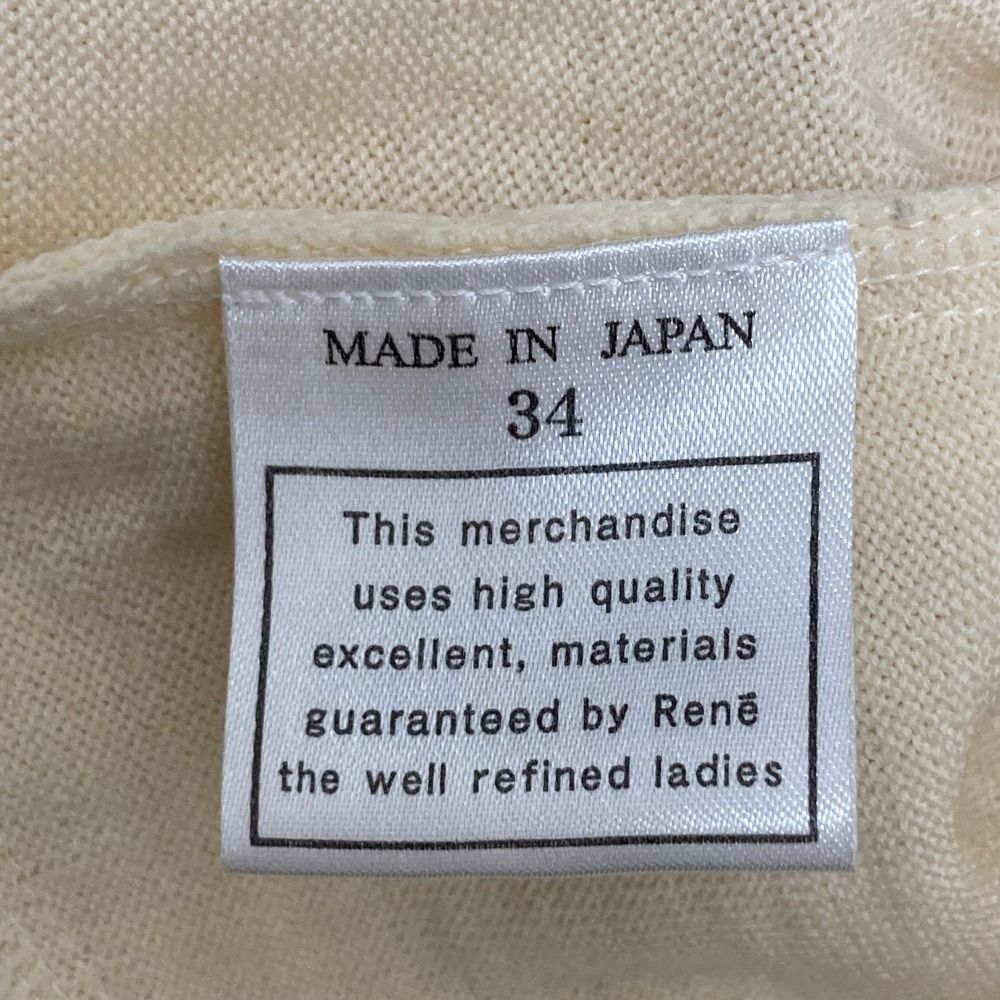 MADE IN JAPAN
34
This merchandise
uses high quality
excellent, materials
guaranteed by René
the well refined ladies